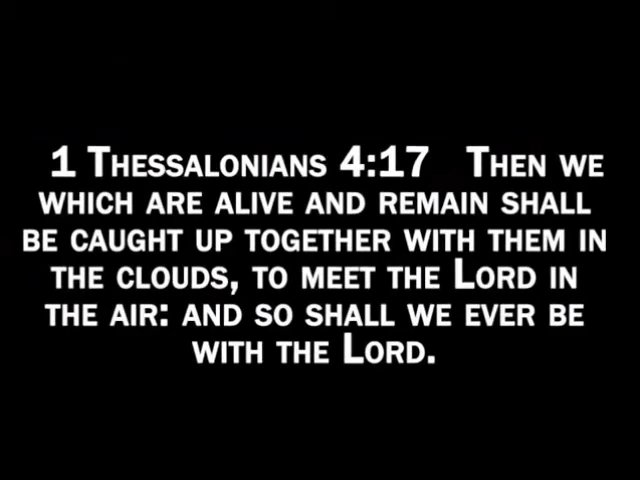 1 Thessalonians 4:17 Then we
which are alive and remain shall
be caught up together with them in
the clouds, to meet the Lord in
the air: and so shall we ever be
with the Lord.